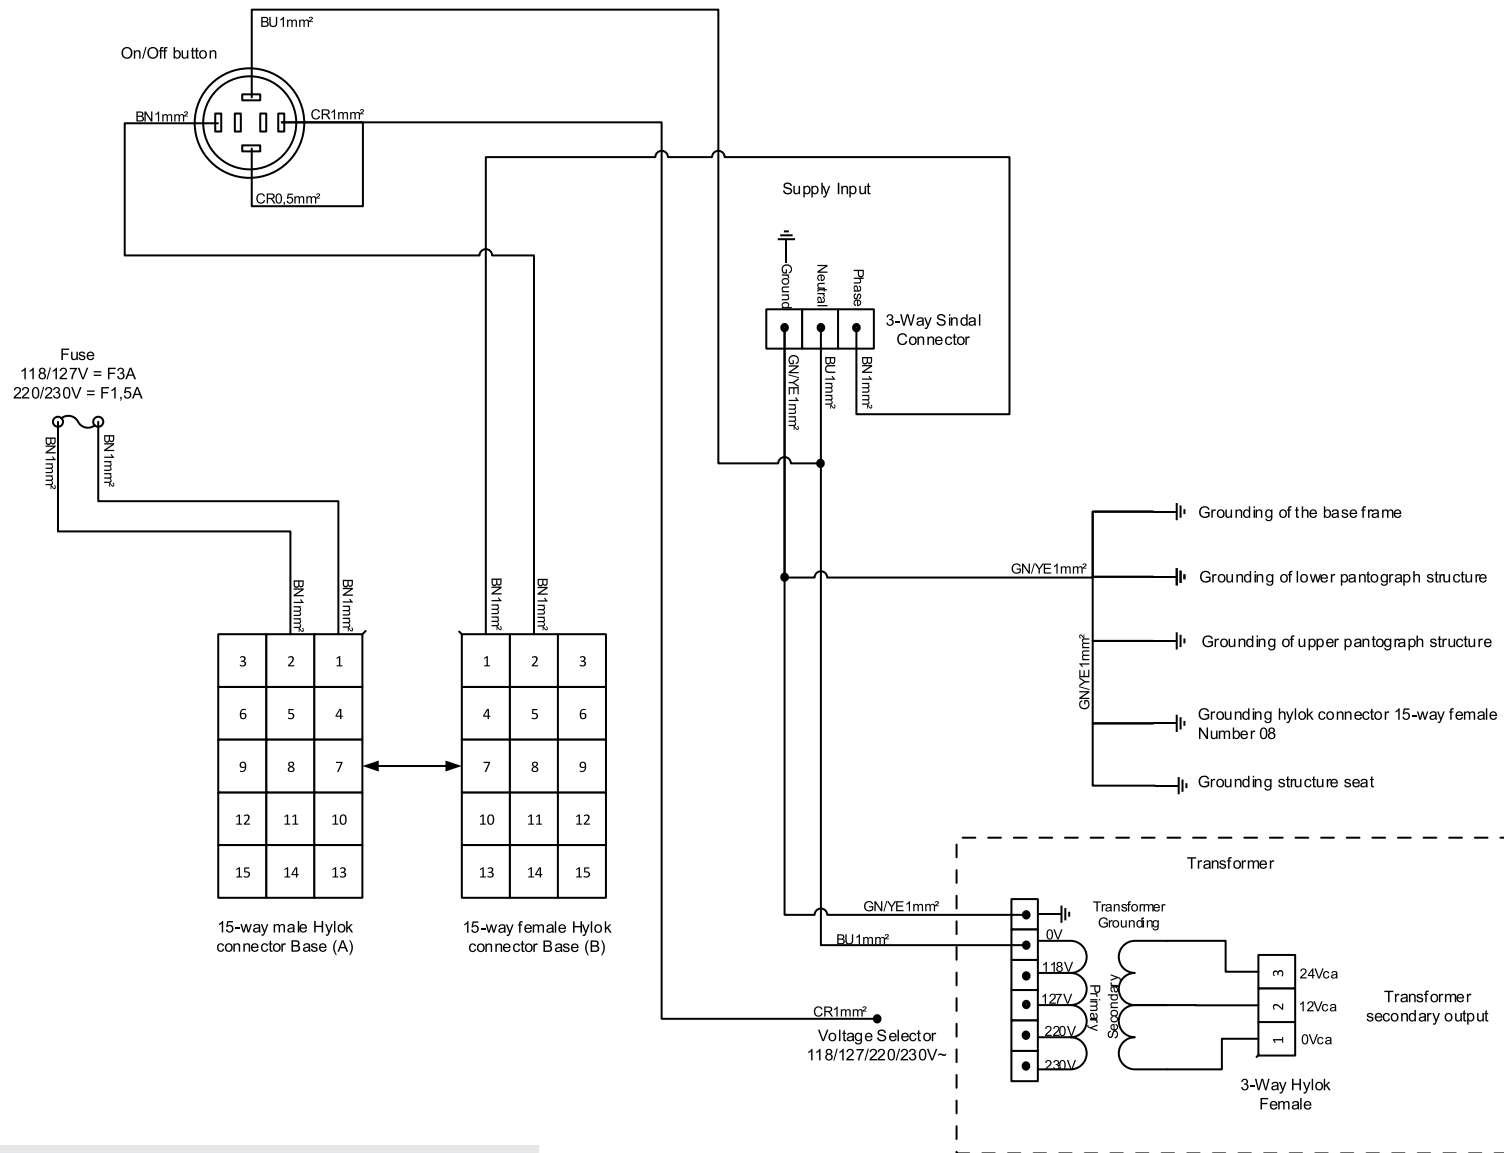 BU1mm²
On/Off button
BN1mm²
CR1mm²
CR0,5mm²
Supply Input
Ground
Neutral
Phase
3-Way Sindal
Connector
GN/YE1mm²
BU1mm²
BN1mm²
Fuse
118/127V = F3A
220/230V = F1,5A
BN1mm²
BN1mm²
BN1mm²
BN1mm²
BN1mm²
BN1mm²
3 2 1
6 5 4
9 8 7
12 11 10
15 14 13
15-way male Hylok
connector Base (A)
1 2 3
4 5 6
7 8 9
10 11 12
13 14 15
15-way female Hylok
connector Base (B)
GN/YE1mm²
GN/YE1mm²
Grounding of the base frame
Grounding of lower pantograph structure
Grounding of upper pantograph structure
Grounding hylok connector 15-way female
Number 08
Grounding structure seat
Transformer
GN/YE1mm²
BU1mm²
Transformer
Grounding
0V
118V
127V
220V
230V
Primary
Secondary
3
2
1
24Vca
12Vca
0Vca
Transformer
secondary output
3-Way Hylok
Female
CR1mm²
Voltage Selector
118/127/220/230V~